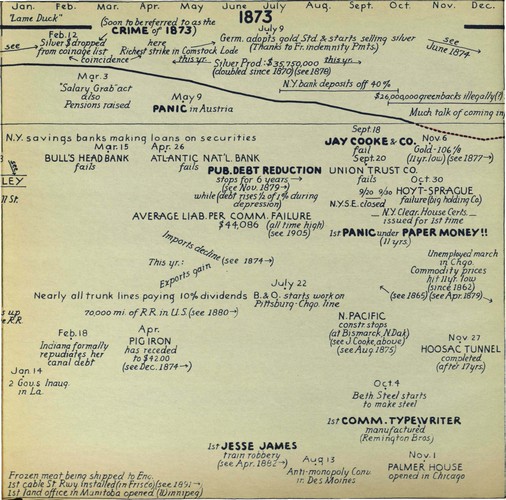 Jan. Feb. Mar. Apr. May June July Aug. Sept. Oct. Nov. Dec.
1873
"Lame Duck"
(Soon to be referred to as the
CRIME of 1873)
July 9
Germ. adopts gold Std. & starts selling silver
(Thanks to Fr. indemnity Pmts.)
see
see
June 1874
Feb. 12
Silver dropped
from coinage list
coincidence
here
Richest strike in Comstock Lode
this yr.
Silver Prod: $35,750,000
this yr.
(doubled since 1870)(see 1878)
Mar. 3
"Salary Grab" act
also
Pensions raised
May 9
PANIC in Austria
N.Y. bank deposits off 40%
$26,000,000 greenbacks illegally(?)
Much talk of coming in
N.Y. savings banks making loans on securities
Mar. 15
BULL'S HEAD BANK
fails
Apr. 26
ATLANTIC NAT'L. BANK
fails
Sept. 18
JAY COOKE & CO.
fail
Sept. 20
UNION TRUST CO.
fails
Nov. 6
Gold-106⅛
(11yr. low)(see 1877→)
3
LEY
11 St.
PUB. DEBT REDUCTION
stops for 6 years →
(see Nov. 1879→)
while (debt rises ½ of 1% during
depression)
Oct. 30
HOYT-SPRAGUE
failure (big holding Co)
9/20 9/30
N.Y.S.E. closed
N.Y. Clear. House Certs.
issued for 1st time
AVERAGE LIAB. PER COMM. FAILURE
$44,086 (all time high)
(see 1905)
1st PANIC under PAPER MONEY!!
(11 yrs)
Imports decline
This yr.:
(see 1874→)
Exports gain
Unemployed march
in Chgo.
Commodity prices
hit 11yr. low
(since 1862)
(see 1865)(see Apr. 1879)
July 22
Nearly all trunk lines paying 10% dividends
B.&O. starts work on
Pittsburg-Chgo. line
70,000 mi. of R.R. in U.S. (see 1880→)
s up
e R.R.
N. PACIFIC
constr. stops
(at Bismarck, N. Dak)
(see J. Cooke, above)
(see Aug 1875)
Feb. 18
Indiana formally
repudiates her
canal debt
Apr.
PIG IRON
has receded
to $42.00
(see Dec. 1874→)
Nov 27
HOOSAC TUNNEL
completed
(after 17yrs)
Jan 14
2 Govs Inaug.
in La.
Oct. 4
Beth. Steel starts
to make steel
1st COMM. TYPEWRITER
manufactured
(Remington Bros)
1st JESSE JAMES
train robbery
(see Apr. 1882→)
Aug 13
Anti-monopoly Conv
in Des Moines
Nov. 1
PALMER HOUSE
opened in Chicago
Frozen meat being shipped to Eng.
1st cable St. Rwy installed (in Frisco)(see 1891→
1st land office in Manitoba opened (Winnipeg)